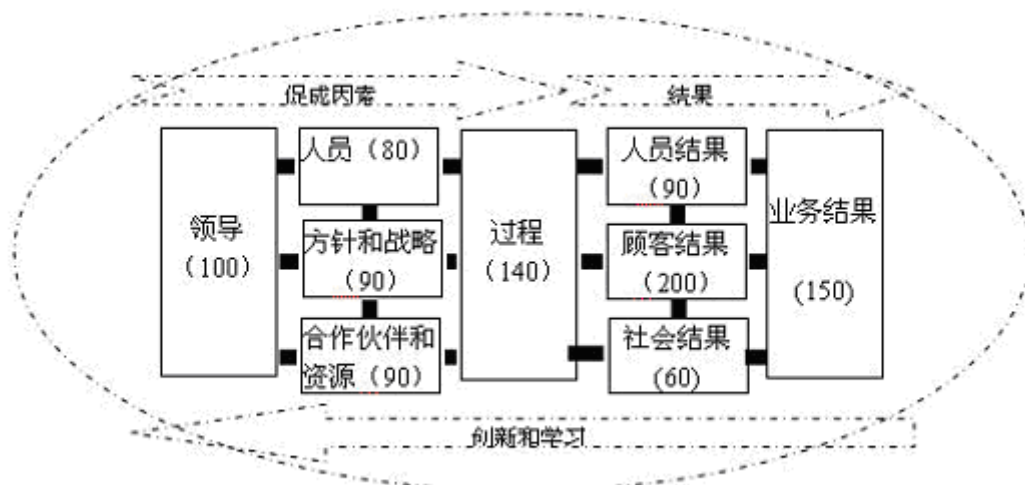 促成因素
结果
领导
（100）
人员（80）
方针和战略
（90）
合作伙伴和
资源（90）
过程
（140）
人员结果
（90）
顾客结果
（200）
社会结果
(60)
业务结果
(150)
创新和学习